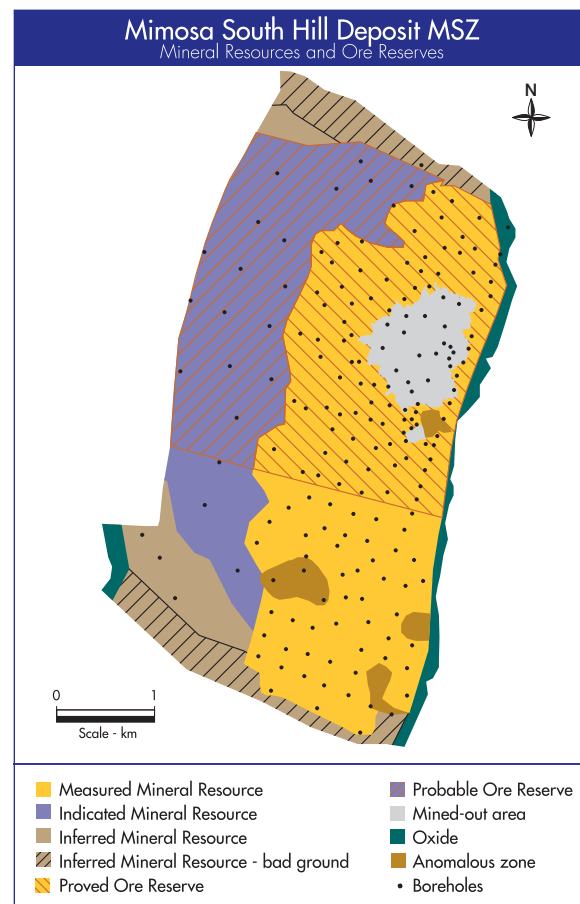 Mimosa South Hill Deposit MSZ
Mineral Resources and Ore Reserves
N
0 1
Scale - km
Measured Mineral Resource
Indicated Mineral Resource
Inferred Mineral Resource
Inferred Mineral Resource - bad ground
Proved Ore Reserve
Probable Ore Reserve
Mined-out area
Oxide
Anomalous zone
Boreholes